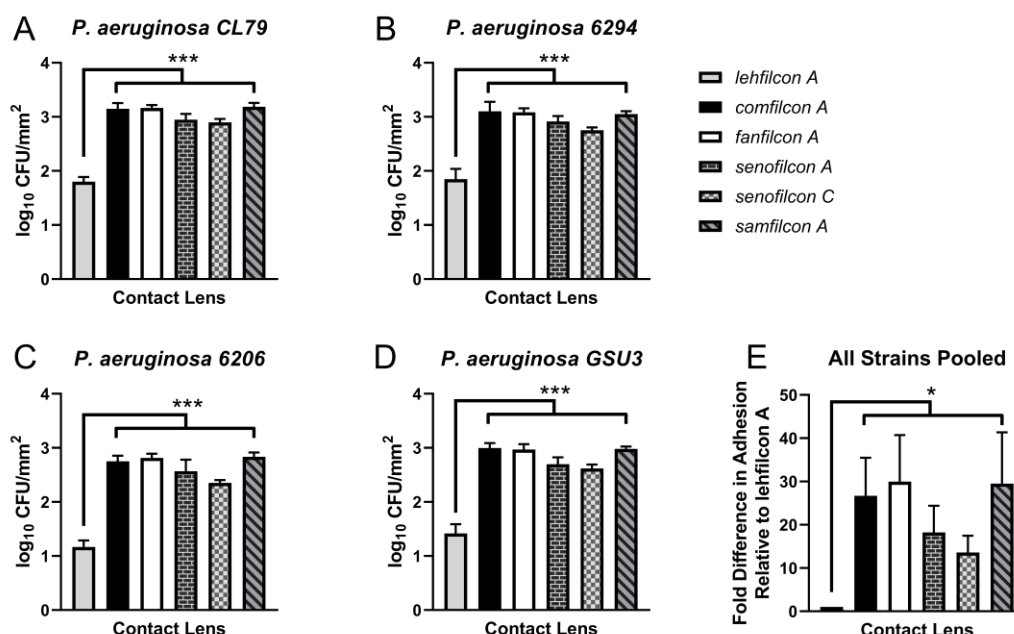 A P. aeruginosa CL79
***
4
3
2
1
0
log10 CFU/mm2
Contact Lens
B P. aeruginosa 6294
***
4
3
2
1
0
log10 CFU/mm2
Contact Lens
lehfilcon A
comfilcon A
fanfilcon A
senofilcon A
senofilcon C
samfilcon A
C P. aeruginosa 6206
***
4
3
2
1
0
log10 CFU/mm2
Contact Lens
D P. aeruginosa GSU3
***
4
3
2
1
0
log10 CFU/mm2
Contact Lens
E All Strains Pooled
*
50
40
30
20
10
0
Fold Difference in Adhesion
Relative to lehfilcon A
Contact Lens